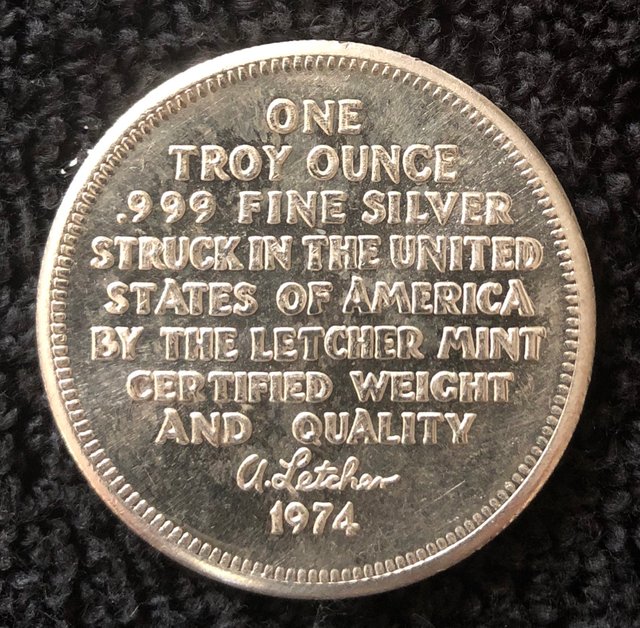 ONE
TROY OUNCE
.999 FINE SILVER
STRUCK IN THE UNITED
STATES OF AMERICA
BY THE LETCHER MINT
CERTIFIED WEIGHT
AND QUALITY
A. Letcher
1974